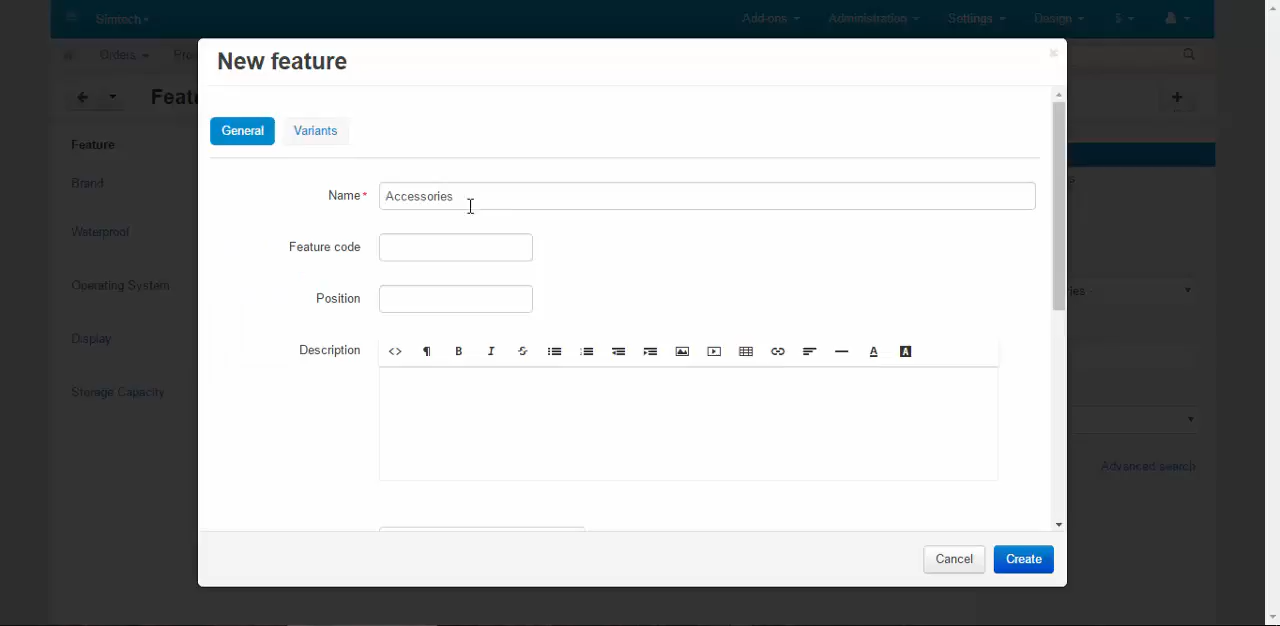 Simtech
Add-ons
Administration
Settings
Design
$
Orders
New feature
General
Variants
Feature
Brand
Name*
Accessories
Waterproof
Feature code
Operating System
Position
Display
Description
Storage Capacity
Advanced search
Cancel
Create